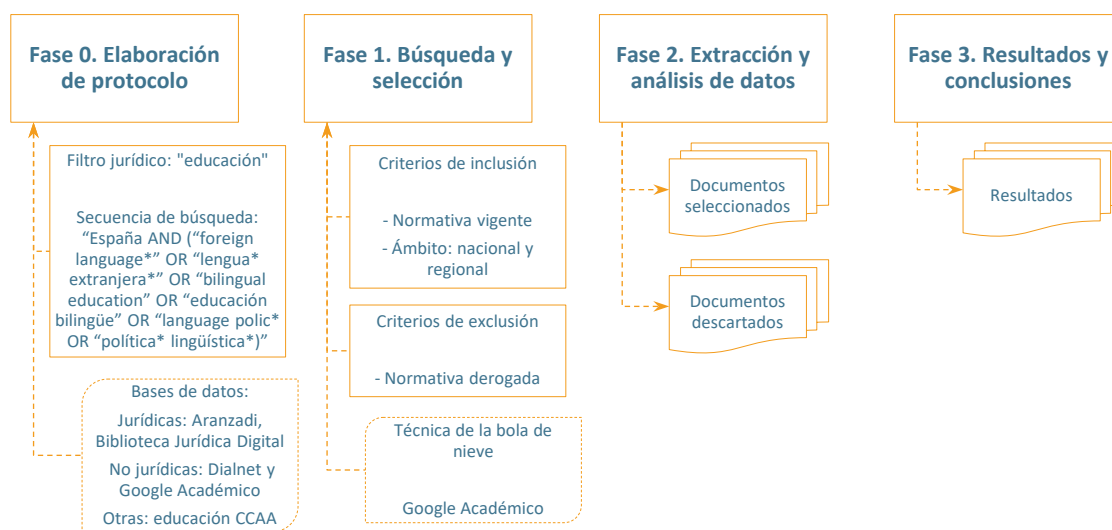 Fase 0. Elaboración
de protocolo
Filtro jurídico: "educación"
Secuencia de búsqueda:
“España AND (“foreign
language*” OR “lengua*
extranjera*” OR “bilingual
education” OR “educación
bilingüe” OR “language polic*
OR “política* lingüística*)”
Bases de datos:
Jurídicas: Aranzadi,
Biblioteca Jurídica Digital
No jurídicas: Dialnet y
Google Académico
Otras: educación CCAA
Fase 1. Búsqueda y
selección
Criterios de inclusión
- Normativa vigente
- Ámbito: nacional y
regional
Criterios de exclusión
- Normativa derogada
Técnica de la bola de
nieve
Google Académico
Fase 2. Extracción y
análisis de datos
Documentos
seleccionados
Documentos
descartados
Fase 3. Resultados y
conclusiones
Resultados